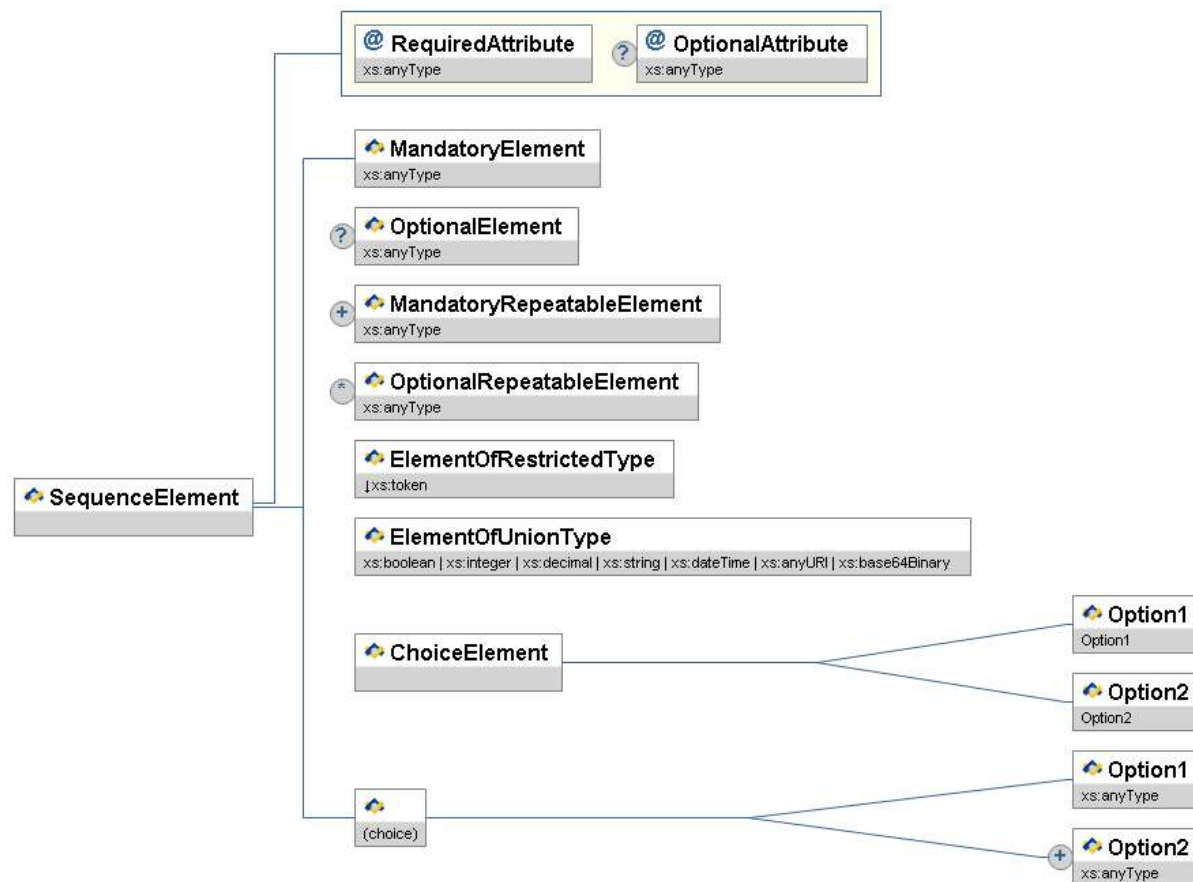 @ RequiredAttribute
xs:anyType
? @ OptionalAttribute
xs:anyType
MandatoryElement
xs:anyType
? OptionalElement
xs:anyType
+ MandatoryRepeatableElement
xs:anyType
* OptionalRepeatableElement
xs:anyType
ElementOfRestrictedType
↓xs:token
SequenceElement
ElementOfUnionType
xs:boolean | xs:integer | xs:decimal | xs:string | xs:dateTime | xs:anyURI | xs:base64Binary
ChoiceElement
Option1
Option1
Option2
Option2
(choice)
Option1
xs:anyType
+ Option2
xs:anyType